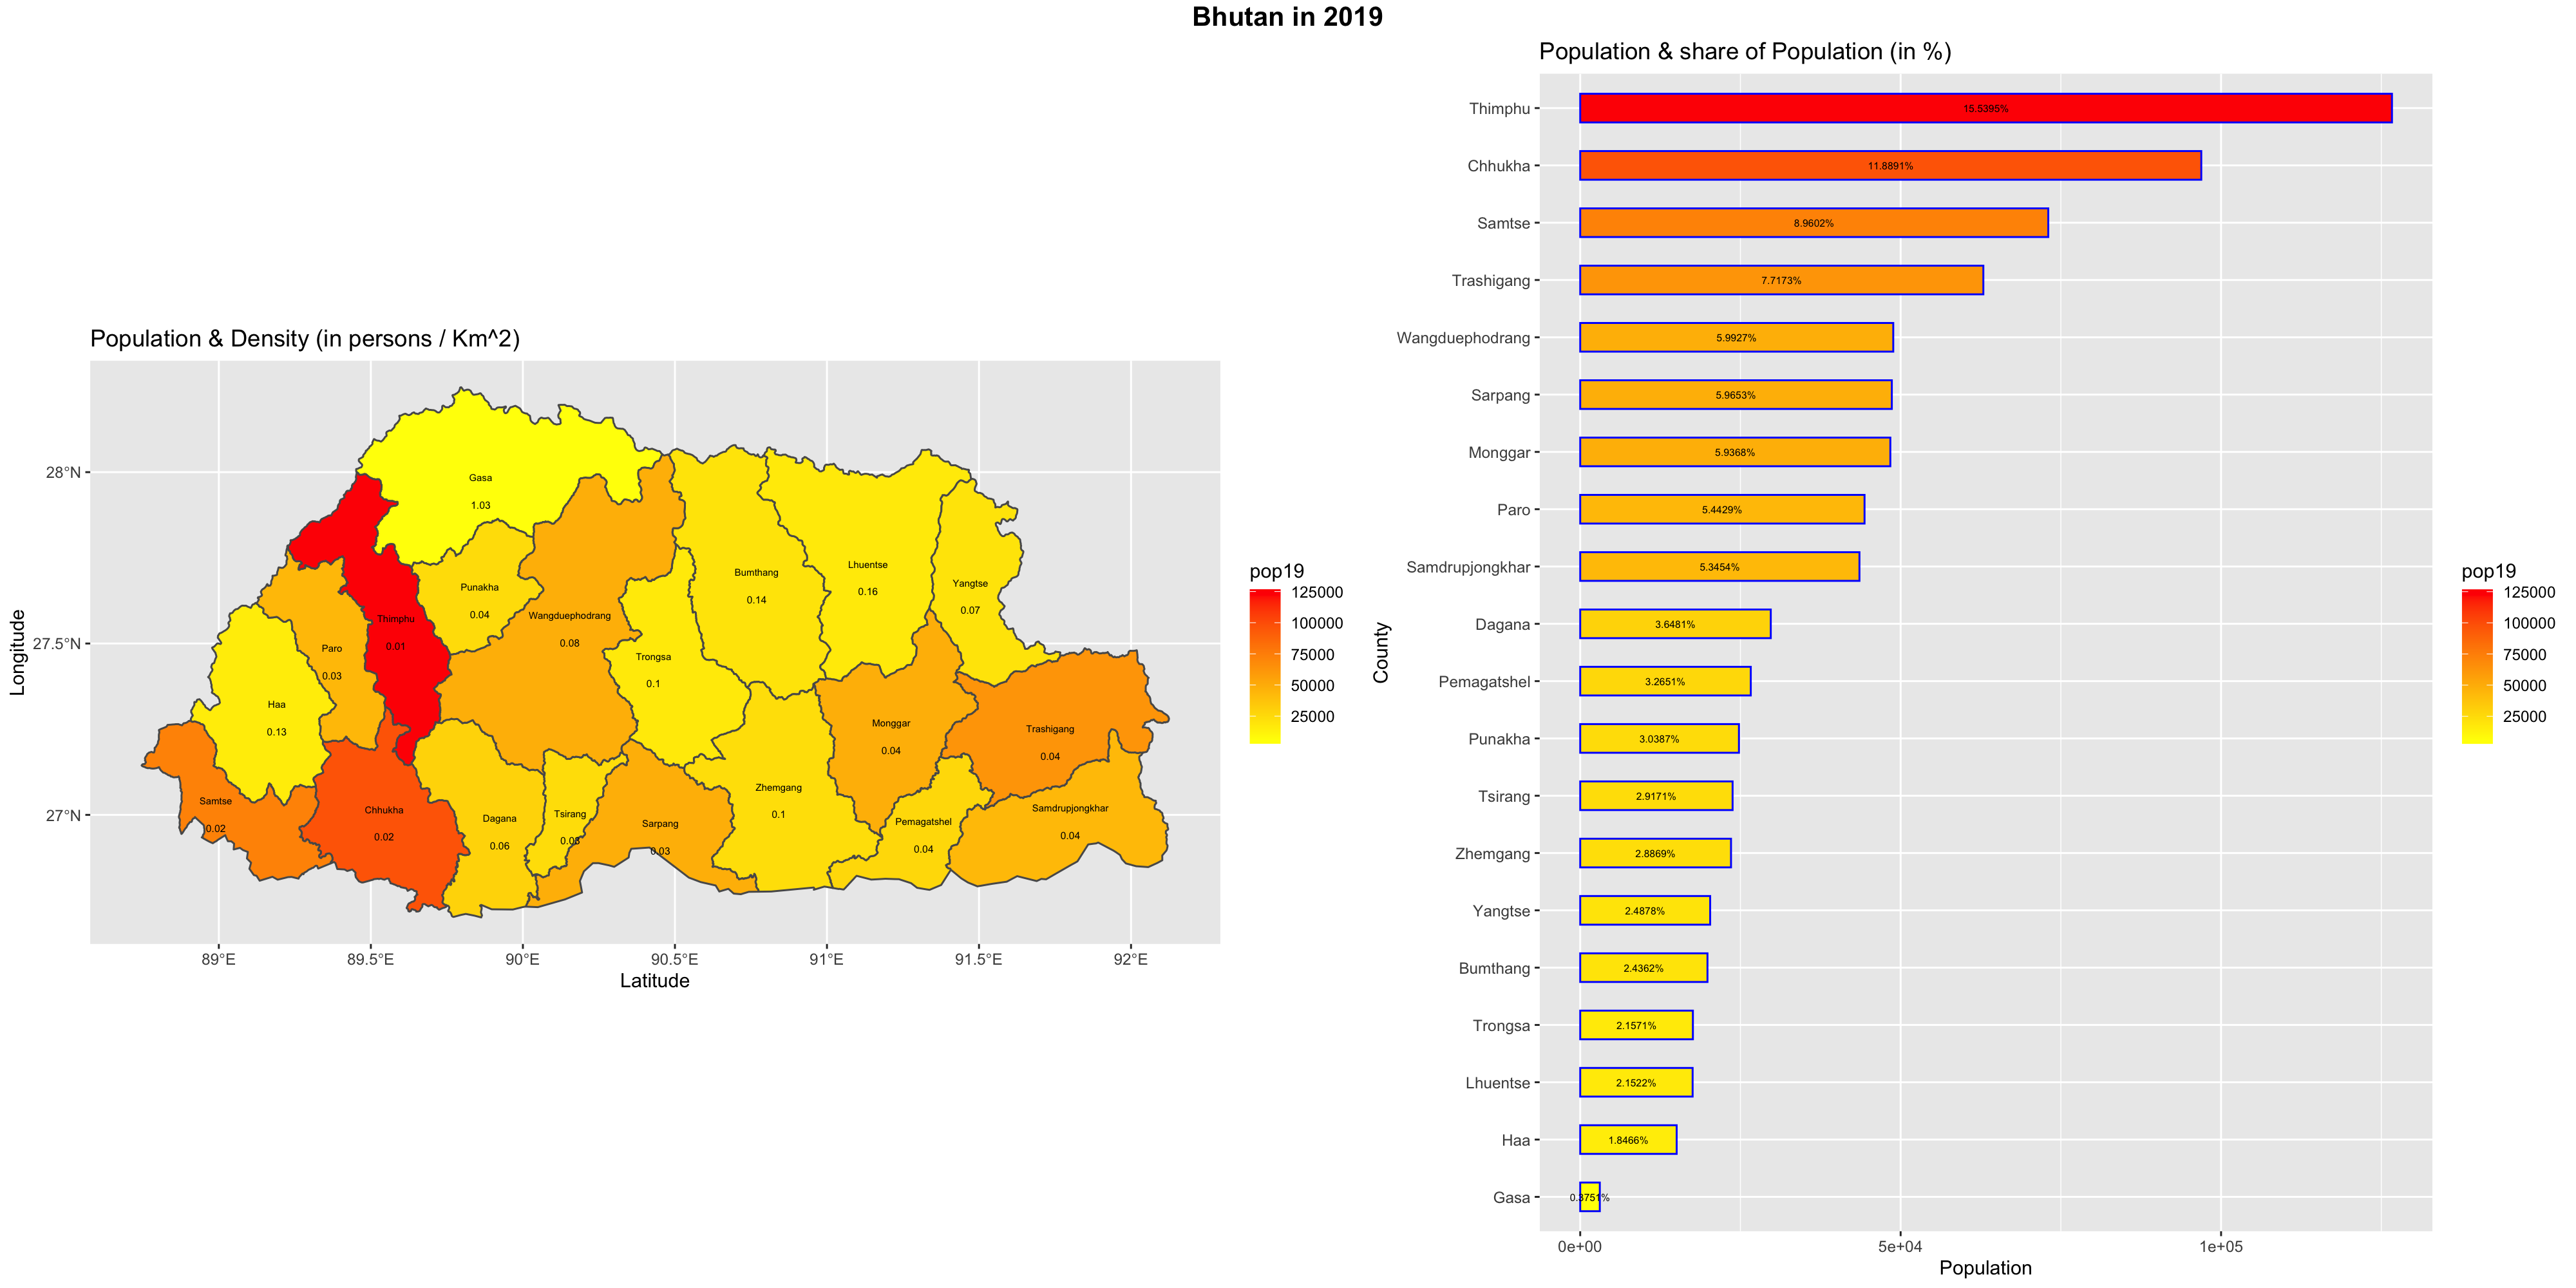 Bhutan in 2019
Population & Density (in persons / Km^2)
Longitude
28°N
27.5°N
27°N
Gasa
1.03
Punakha
0.04
Thimphu
0.01
Paro
0.03
Haa
0.13
Samtse
0.02
Chhukha
0.02
Wangduephodrang
0.08
Trongsa
0.1
Bumthang
0.14
Lhuentse
0.16
Yangtse
0.07
Monggar
0.04
Trashigang
0.04
Zhemgang
0.1
Dagana
0.06
Tsirang
Sarpang
0.03
Pemagatshel
0.04
Samdrupjongkhar
0.04
89°E
89.5°E
90°E
90.5°E
91°E
91.5°E
92°E
Latitude
pop19
125000
100000
75000
50000
25000
Population & share of Population (in %)
County
Thimphu
15.5395%
Chhukha
11.8891%
Samtse
8.9602%
Trashigang
7.7173%
Wangduephodrang
5.9927%
Sarpang
5.9653%
Monggar
5.9368%
Paro
5.4429%
Samdrupjongkhar
5.3454%
Dagana
3.6481%
Pemagatshel
3.2651%
Punakha
3.0387%
Tsirang
2.9171%
Zhemgang
2.8869%
Yangtse
2.4878%
Bumthang
2.4362%
Trongsa
2.1571%
Lhuentse
2.1522%
Haa
1.8466%
Gasa
0.3751%
0e+00
5e+04
1e+05
Population
pop19
125000
100000
75000
50000
25000